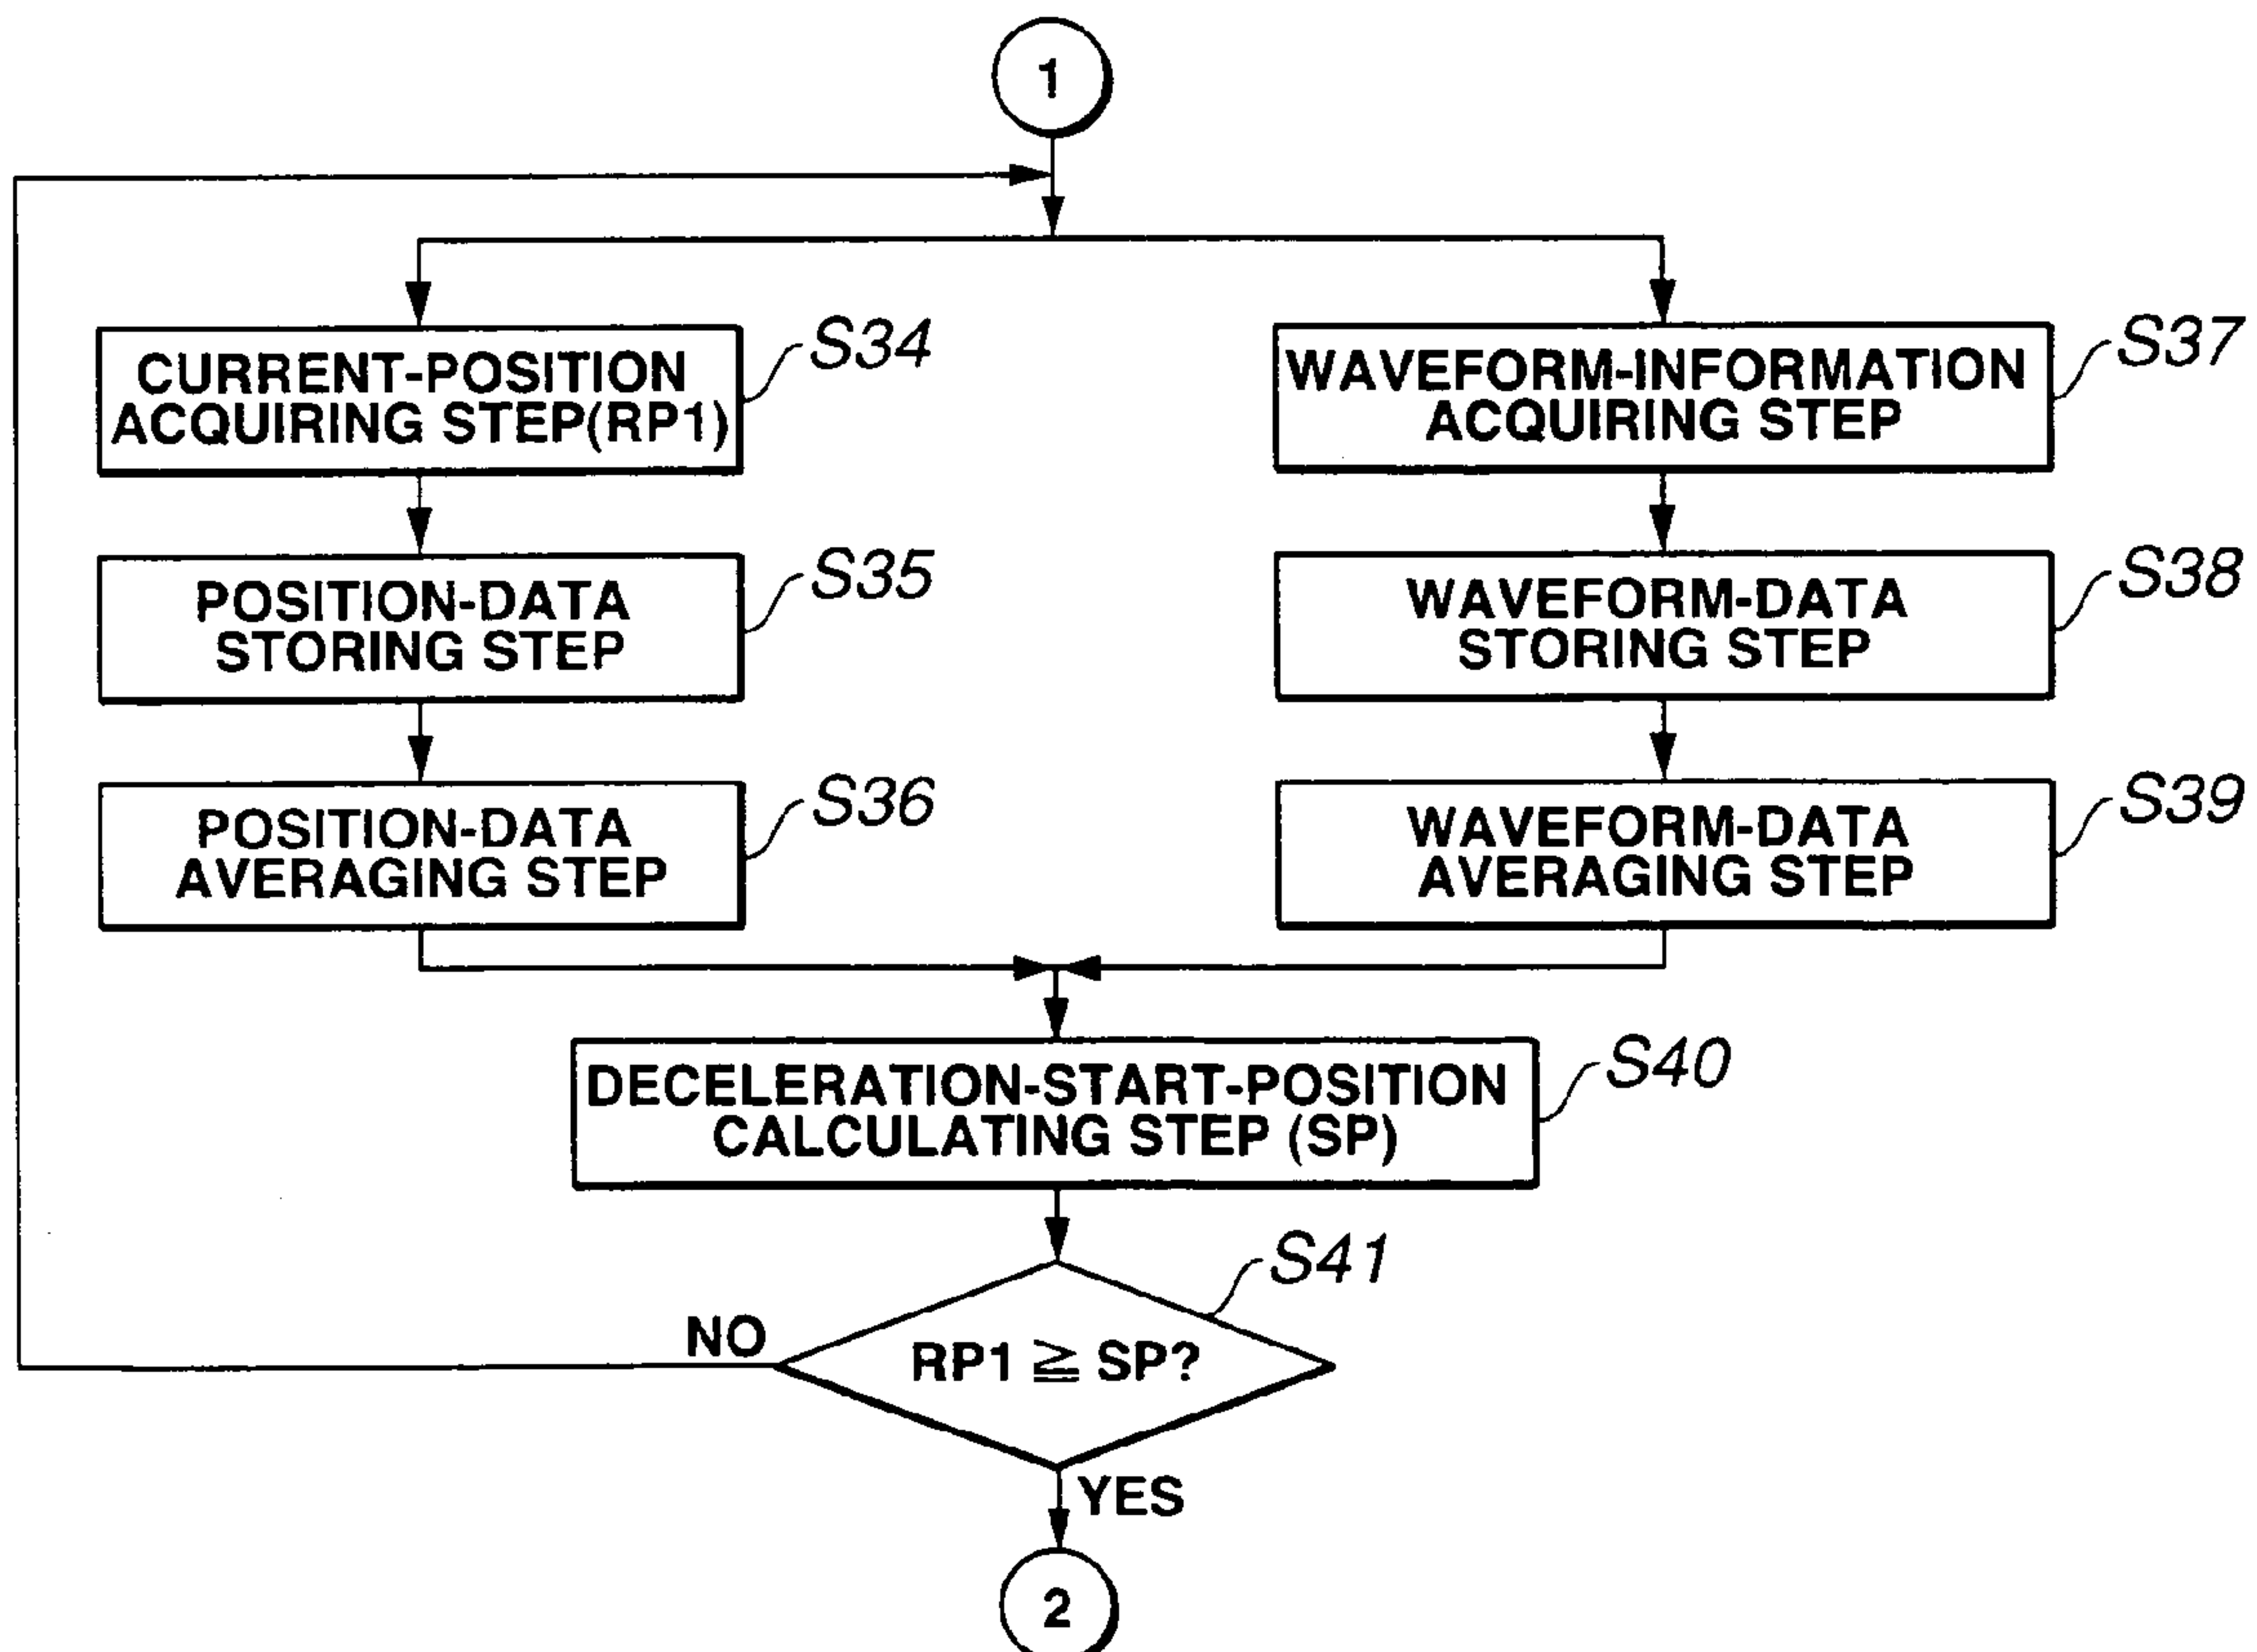 1
CURRENT-POSITION
ACQUIRING STEP(RP1)
S34
WAVEFORM-INFORMATION
ACQUIRING STEP
S37
POSITION-DATA
STORING STEP
S35
WAVEFORM-DATA
STORING STEP
S38
POSITION-DATA
AVERAGING STEP
S36
WAVEFORM-DATA
AVERAGING STEP
S39
DECELERATION-START-POSITION
CALCULATING STEP (SP)
S40
S41
NO
RP1 ≧ SP?
YES
2